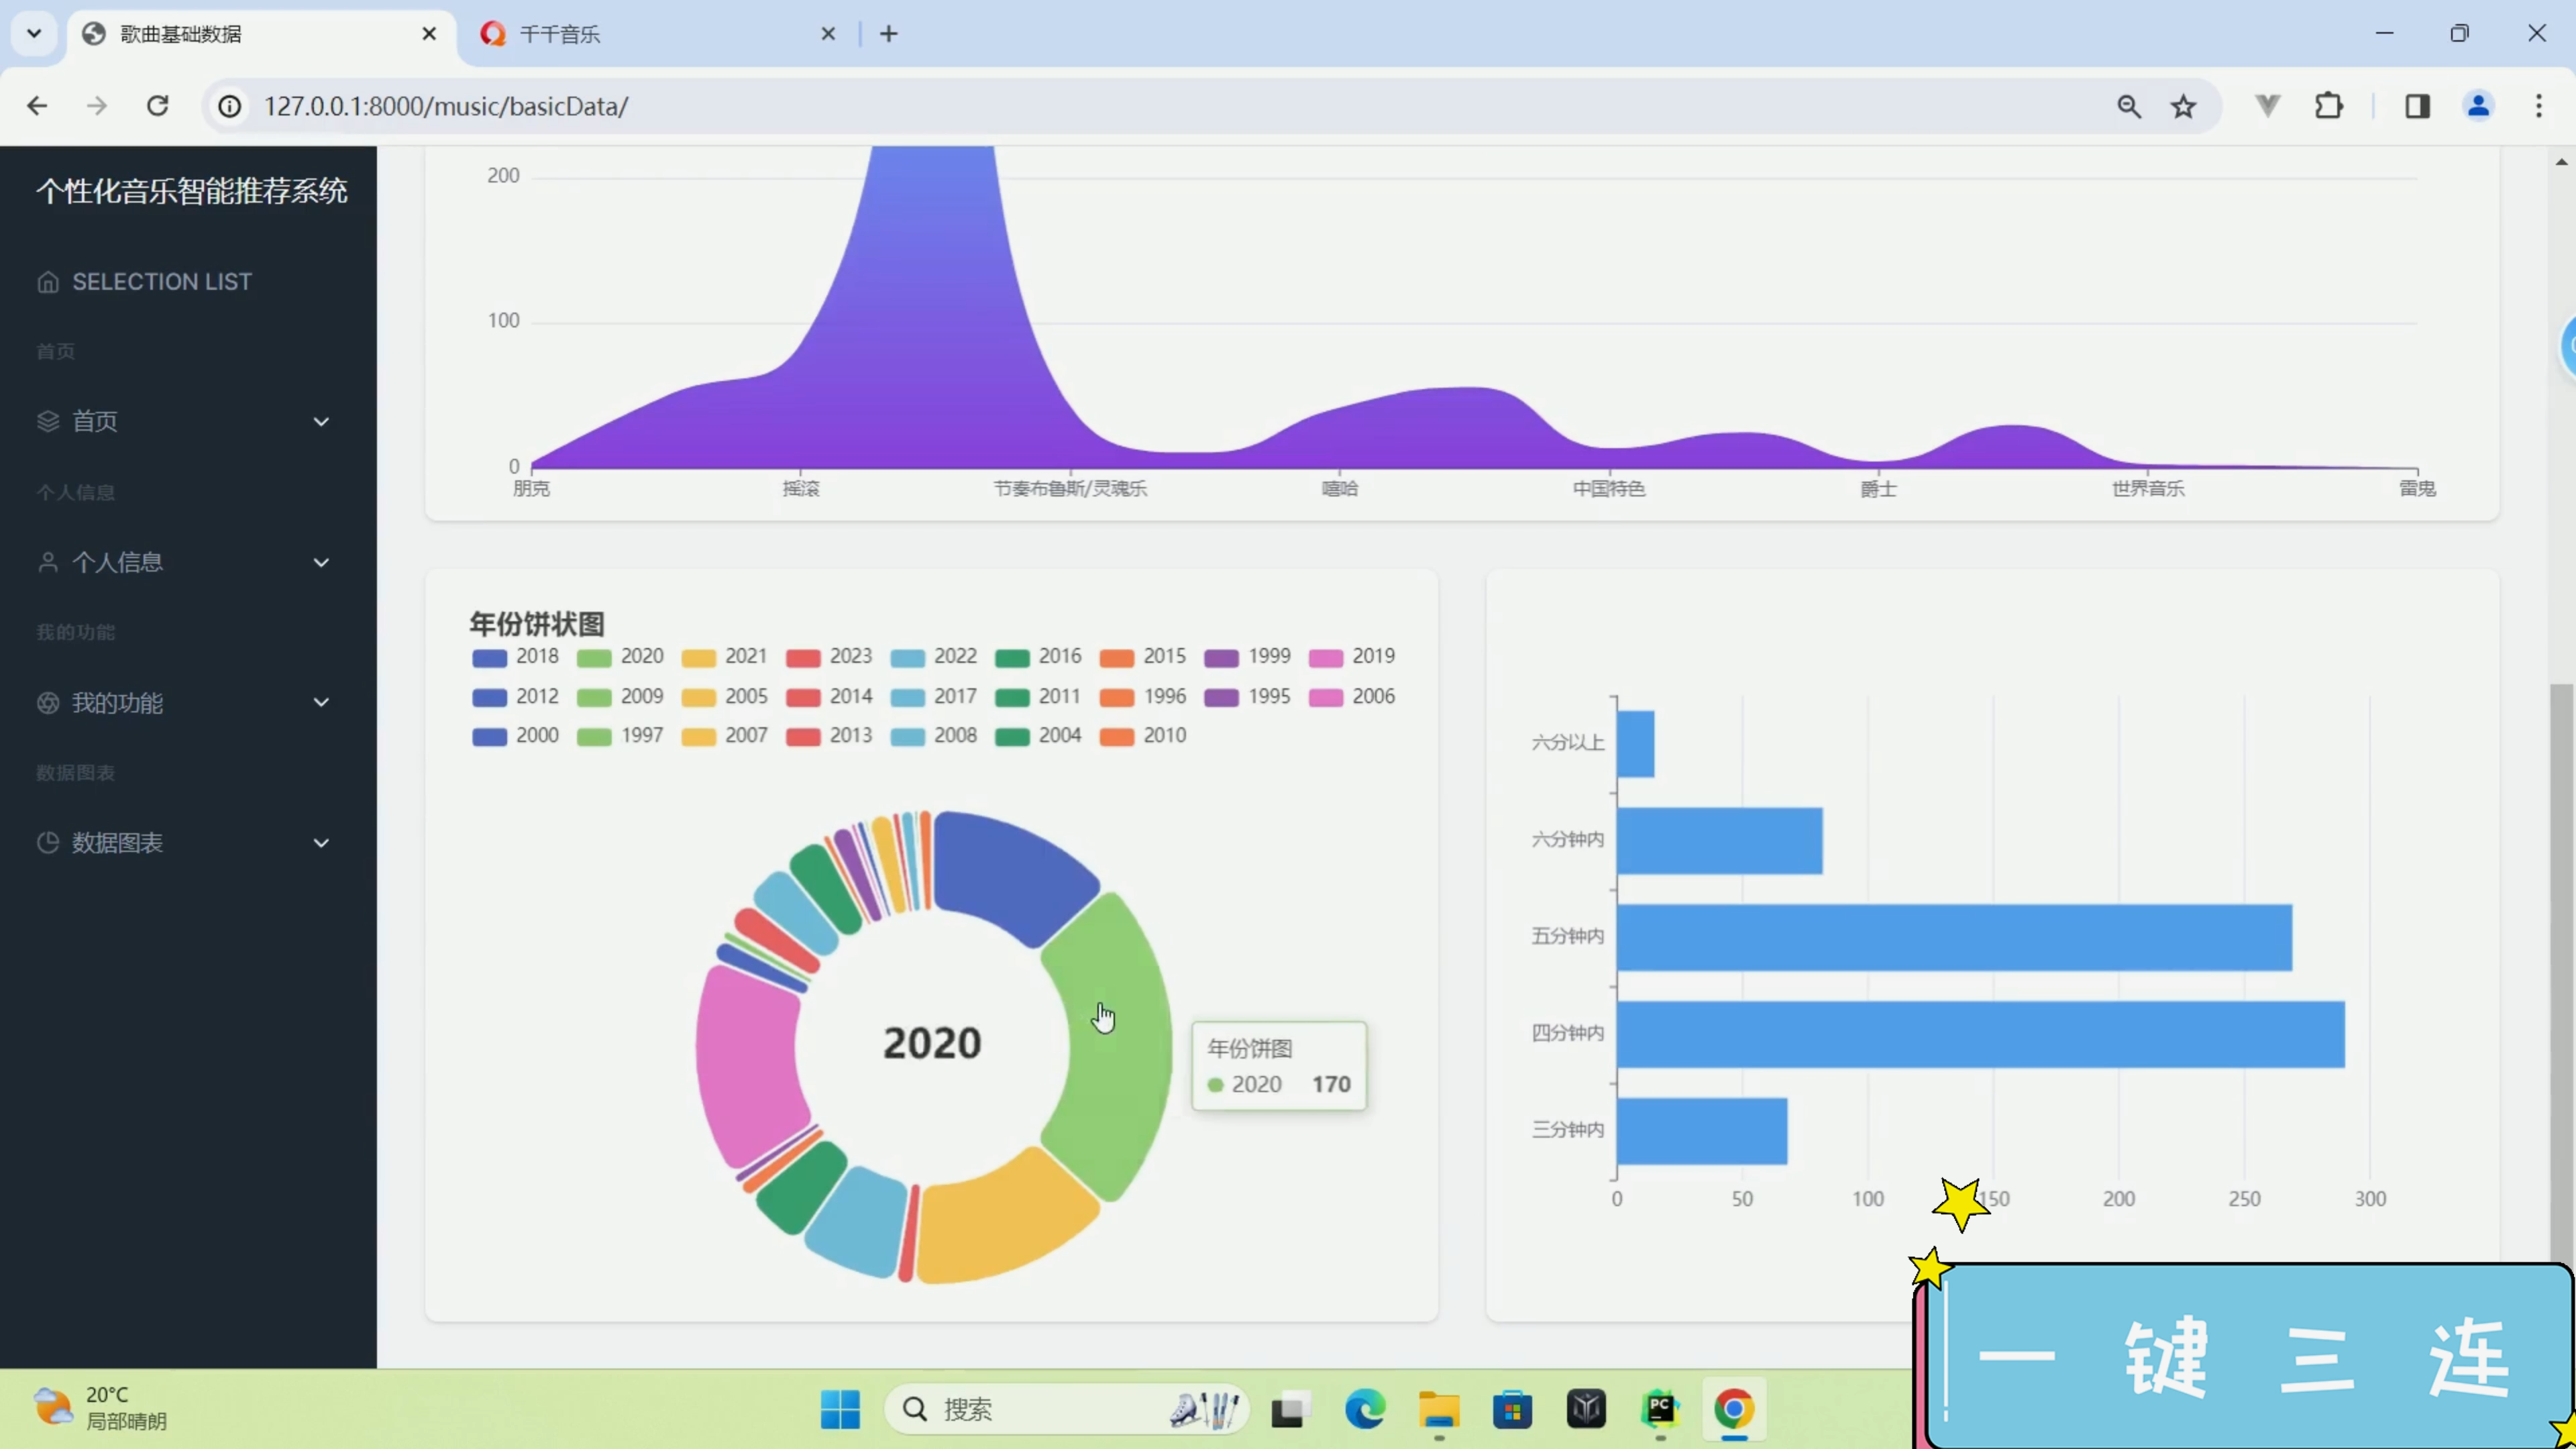 歌曲基础数据
千千音乐
127.0.0.1:8000/music/basicData/
个性化音乐智能推荐系统
SELECTION LIST
首页
首页
个人信息
个人信息
我的功能
我的功能
数据图表
数据图表
200
100
0
朋克 摇滚 节奏布鲁斯/灵魂乐 嘻哈 中国特色 爵士 世界音乐 雷鬼
年份饼状图
2018 2020 2021 2023 2022 2016 2015 1999 2019
2012 2009 2005 2014 2017 2011 1996 1995 2006
2000 1997 2007 2013 2008 2004 2010
2020
年份饼图
2020 170
六分以上
六分钟内
五分钟内
四分钟内
三分钟内
0 50 100 150 200 250 300
一键三连
20°C
局部晴朗
搜索
PC